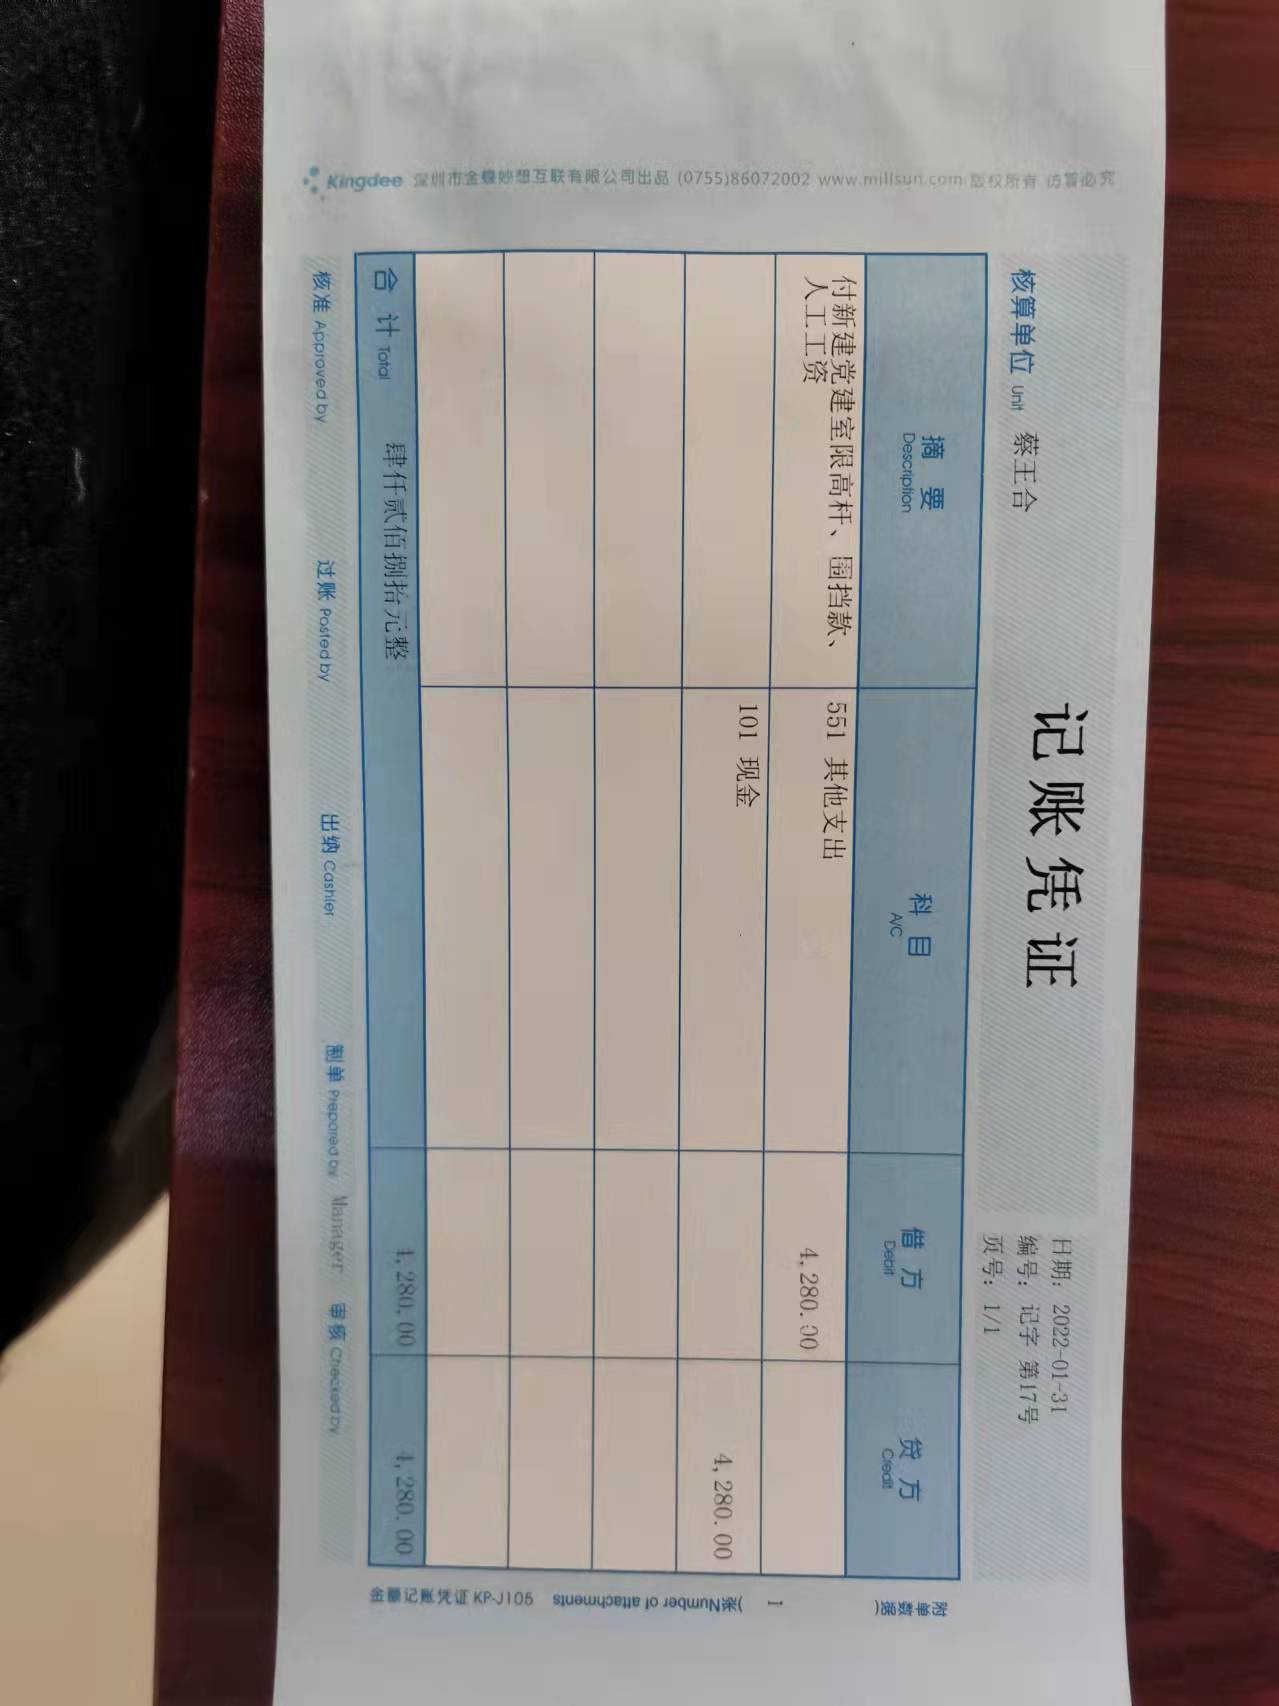 记账凭证
核算单位 Unit 蔡王合
日期: 2022-01-31
编号: 记字 第17号
页号: 1/1
摘要 科目 借方 贷方
Description A/C Debit Credit
付新建党建室限高杆、围挡款、 551 其他支出 4,280.00
人工工资
101 现金 4,280.00
合计 Total 肆仟贰佰捌拾元整 4,280.00 4,280.00
核准 Approved by 过账 Posted by 出纳 Cashier 制单 Prepared by Manager 审核 Checked by
附单数据(
1
)张 Number of attachments
金蝶记账凭证 KP-J105
Kingdee 深圳市金蝶妙想互联有限公司出品 (0755)86072002 www.millsun.com 版权所有 仿冒必究